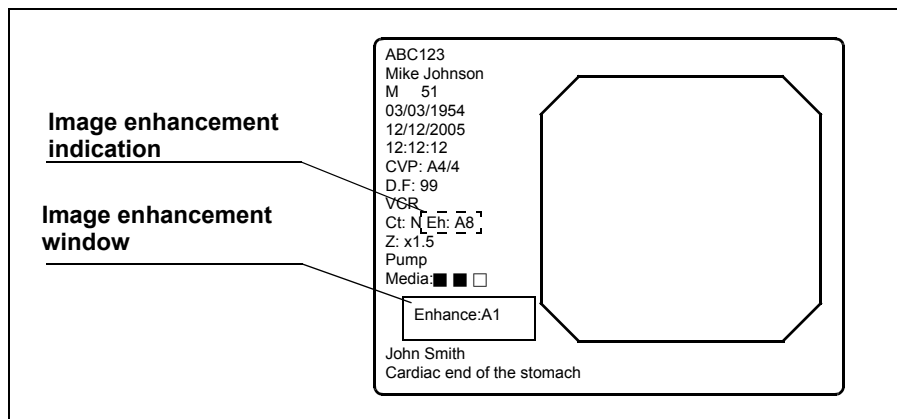 Image enhancement
indication
Image enhancement
window
ABC123
Mike Johnson
M 51
03/03/1954
12/12/2005
12:12:12
CVP: A4/4
D.F: 99
VCR
Ct: N Eh: A8
Z: x1.5
Pump
Media:■ ■ □
Enhance:A1
John Smith
Cardiac end of the stomach